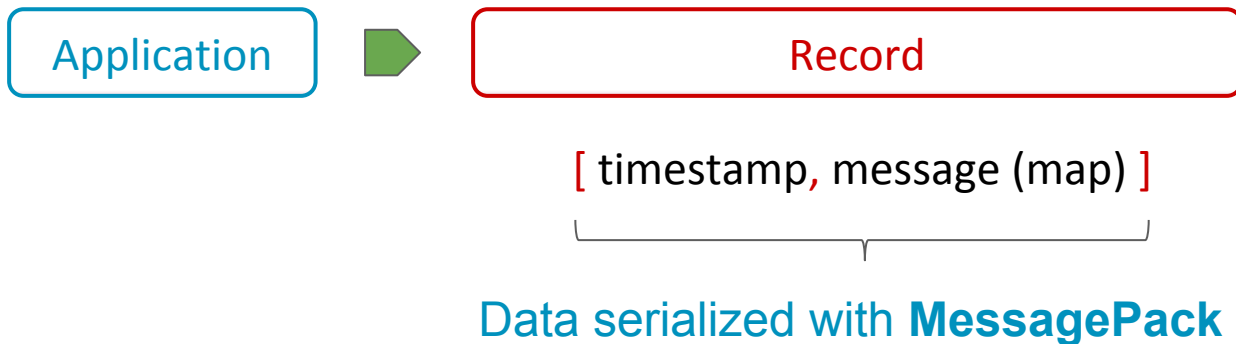 Application
Record
[ timestamp, message (map) ]
Data serialized with MessagePack